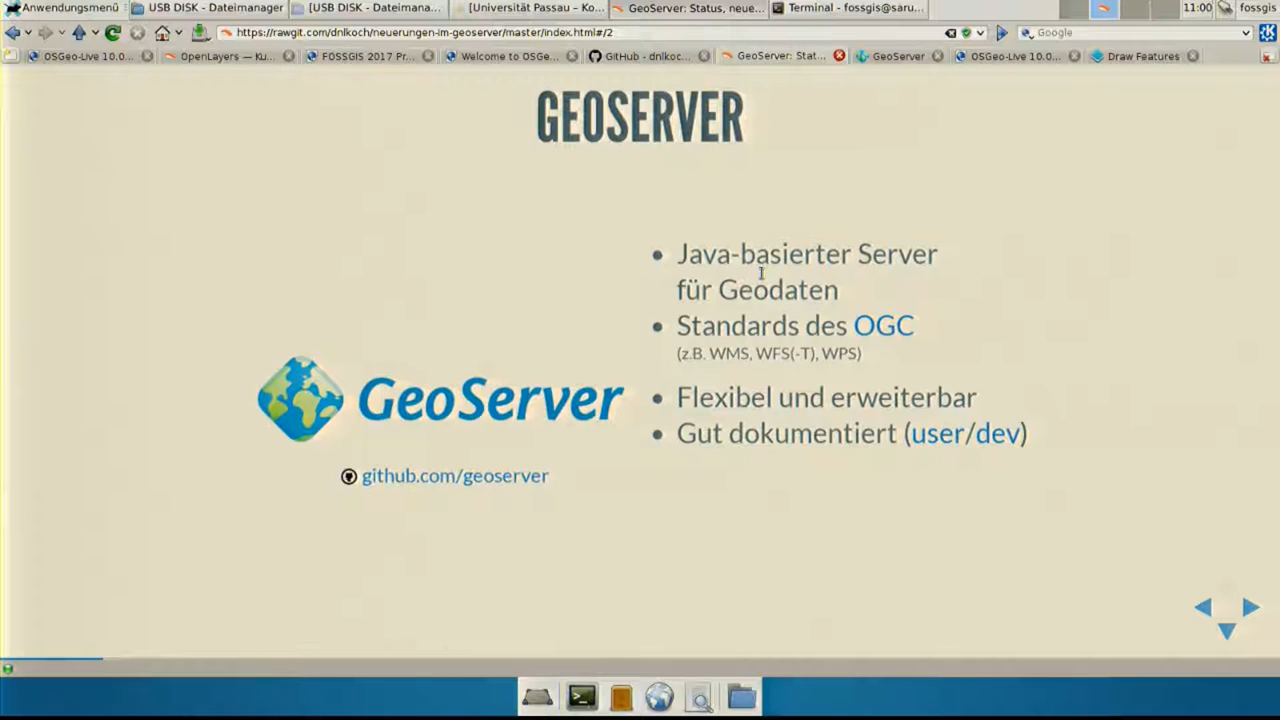 Anwendungsmenü
USB DISK - Dateimanager
[USB DISK - Dateimana...
[Universität Passau – Ko...
GeoServer: Status, neue...
Terminal - fossgis@saru...
11:00
fossgis
https://rawgit.com/dnlkoch/neuerungen-im-geoserver/master/index.html#/2
Google
OSGeo-Live 10.0...
OpenLayers — Ku...
FOSSGIS 2017 Pr...
Welcome to OSGe...
GitHub - dnlkoc...
GeoServer: Stat...
GeoServer
OSGeo-Live 10.0...
Draw Features
GEOSERVER
• Java-basierter Server
für Geodaten
• Standards des OGC
(z.B. WMS, WFS(-T), WPS)
• Flexibel und erweiterbar
• Gut dokumentiert (user/dev)
GeoServer
github.com/geoserver